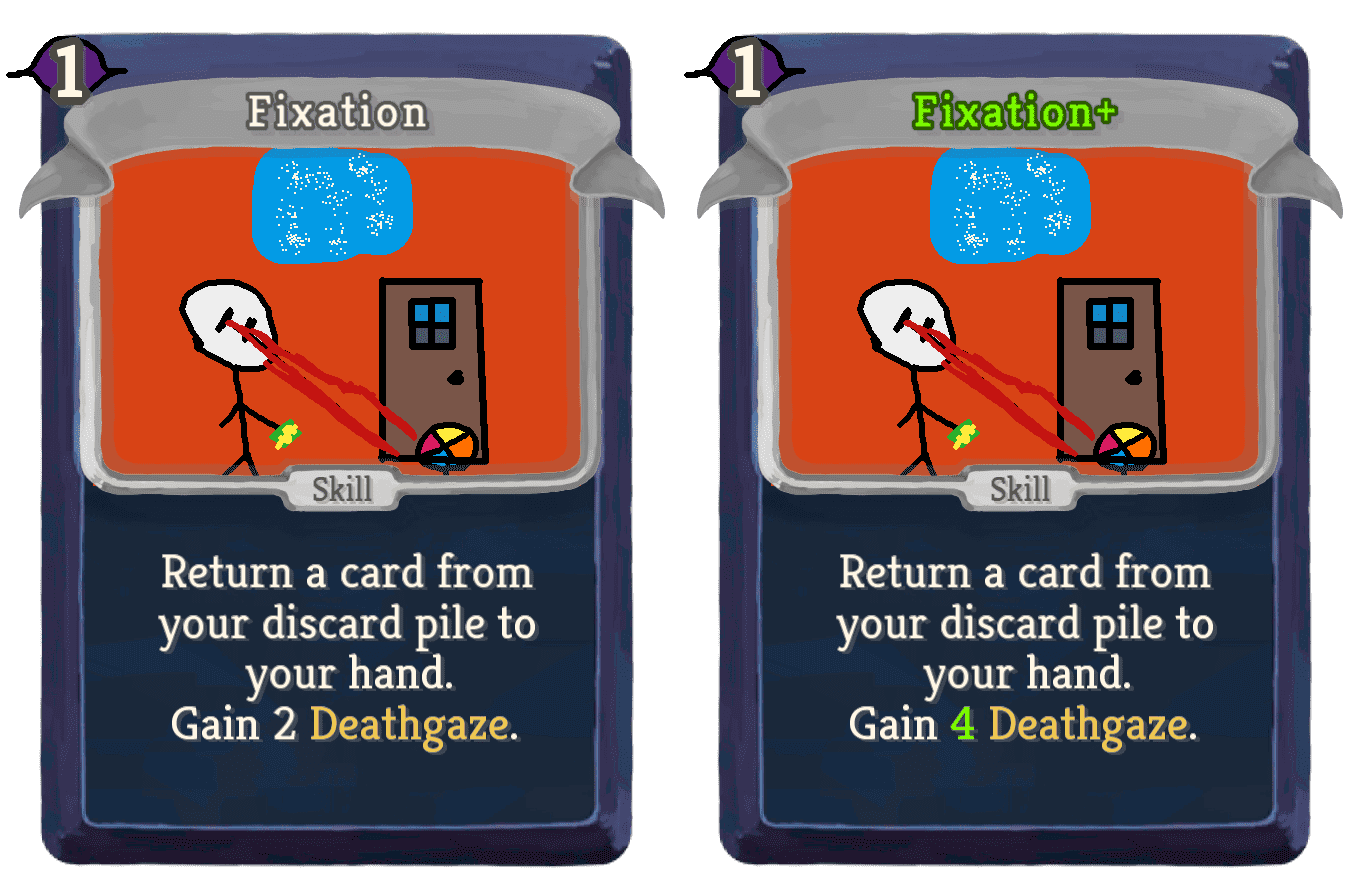 1
Fixation
Skill
Return a card from
your discard pile to
your hand.
Gain 2 Deathgaze.
1
Fixation+
Skill
Return a card from
your discard pile to
your hand.
Gain 4 Deathgaze.